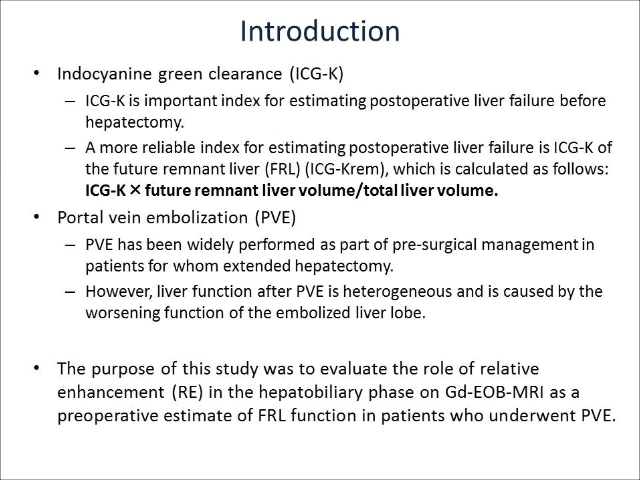 Introduction
• Indocyanine green clearance (ICG-K)
– ICG-K is important index for estimating postoperative liver failure before
hepatectomy.
– A more reliable index for estimating postoperative liver failure is ICG-K of
the future remnant liver (FRL) (ICG-Krem), which is calculated as follows:
ICG-K × future remnant liver volume/total liver volume.
• Portal vein embolization (PVE)
– PVE has been widely performed as part of pre-surgical management in
patients for whom extended hepatectomy.
– However, liver function after PVE is heterogeneous and is caused by the
worsening function of the embolized liver lobe.
• The purpose of this study was to evaluate the role of relative
enhancement (RE) in the hepatobiliary phase on Gd-EOB-MRI as a
preoperative estimate of FRL function in patients who underwent PVE.